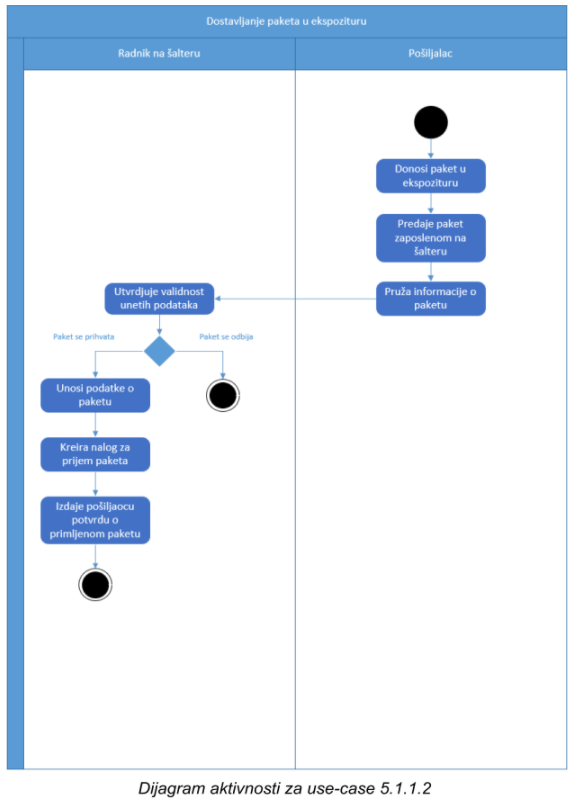 Dostavljanje paketa u ekspozituru
Radnik na šalteru
Pošiljalac
Donosi paket u
ekspozituru
Predaje paket
zaposlenom na
šalteru
Pruža informacije o
paketu
Utvrdjuje validnost
unetih podataka
Paket se prihvata
Paket se odbija
Unosi podatke o
paketu
Kreira nalog za
prijem paketa
Izdaje pošiljaocu
potvrdu o
primljenom paketu
Dijagram aktivnosti za use-case 5.1.1.2